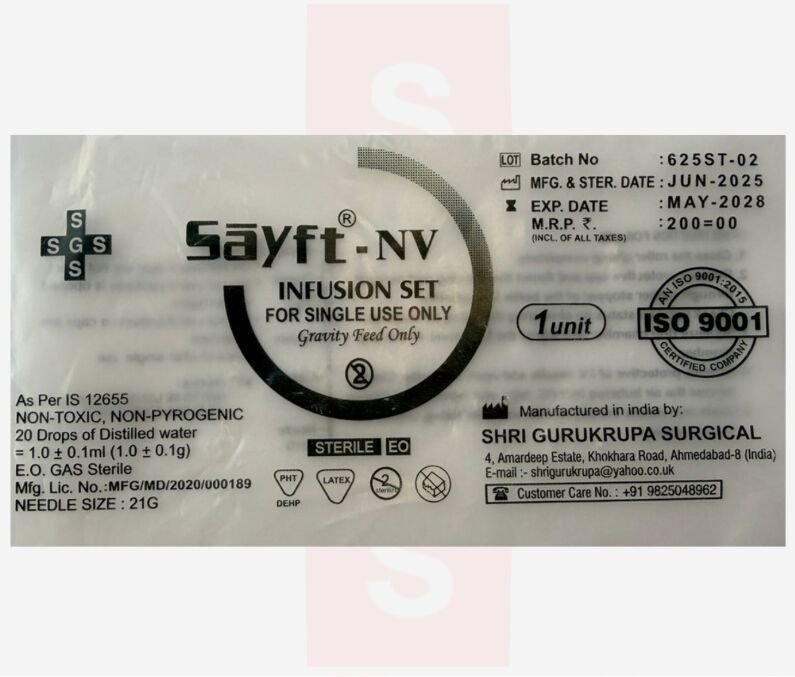 S
LOT Batch No : 625ST-02
MFG. & STER. DATE : JUN-2025
EXP. DATE : MAY-2028
M.R.P. ₹. : 200=00
(INCL. OF ALL TAXES)
S
SGS
S
Sāyft® - NV
INFUSION SET
FOR SINGLE USE ONLY
Gravity Feed Only
2
1 unit
AN ISO 9001:2015
ISO 9001
CERTIFIED COMPANY
As Per IS 12655
NON-TOXIC, NON-PYROGENIC
20 Drops of Distilled water
= 1.0 ± 0.1ml (1.0 ± 0.1g)
E.O. GAS Sterile
Mfg. Lic. No.:MFG/MD/2020/000189
NEEDLE SIZE : 21G
STERILE EO
PHT
DEHP
LATEX
2
sterilize
Manufactured in india by:
SHRI GURUKRUPA SURGICAL
4, Amardeep Estate, Khokhara Road, Ahmedabad-8 (India)
E-mail :- shrigurukrupa@yahoo.co.uk
Customer Care No. : +91 9825048962
S